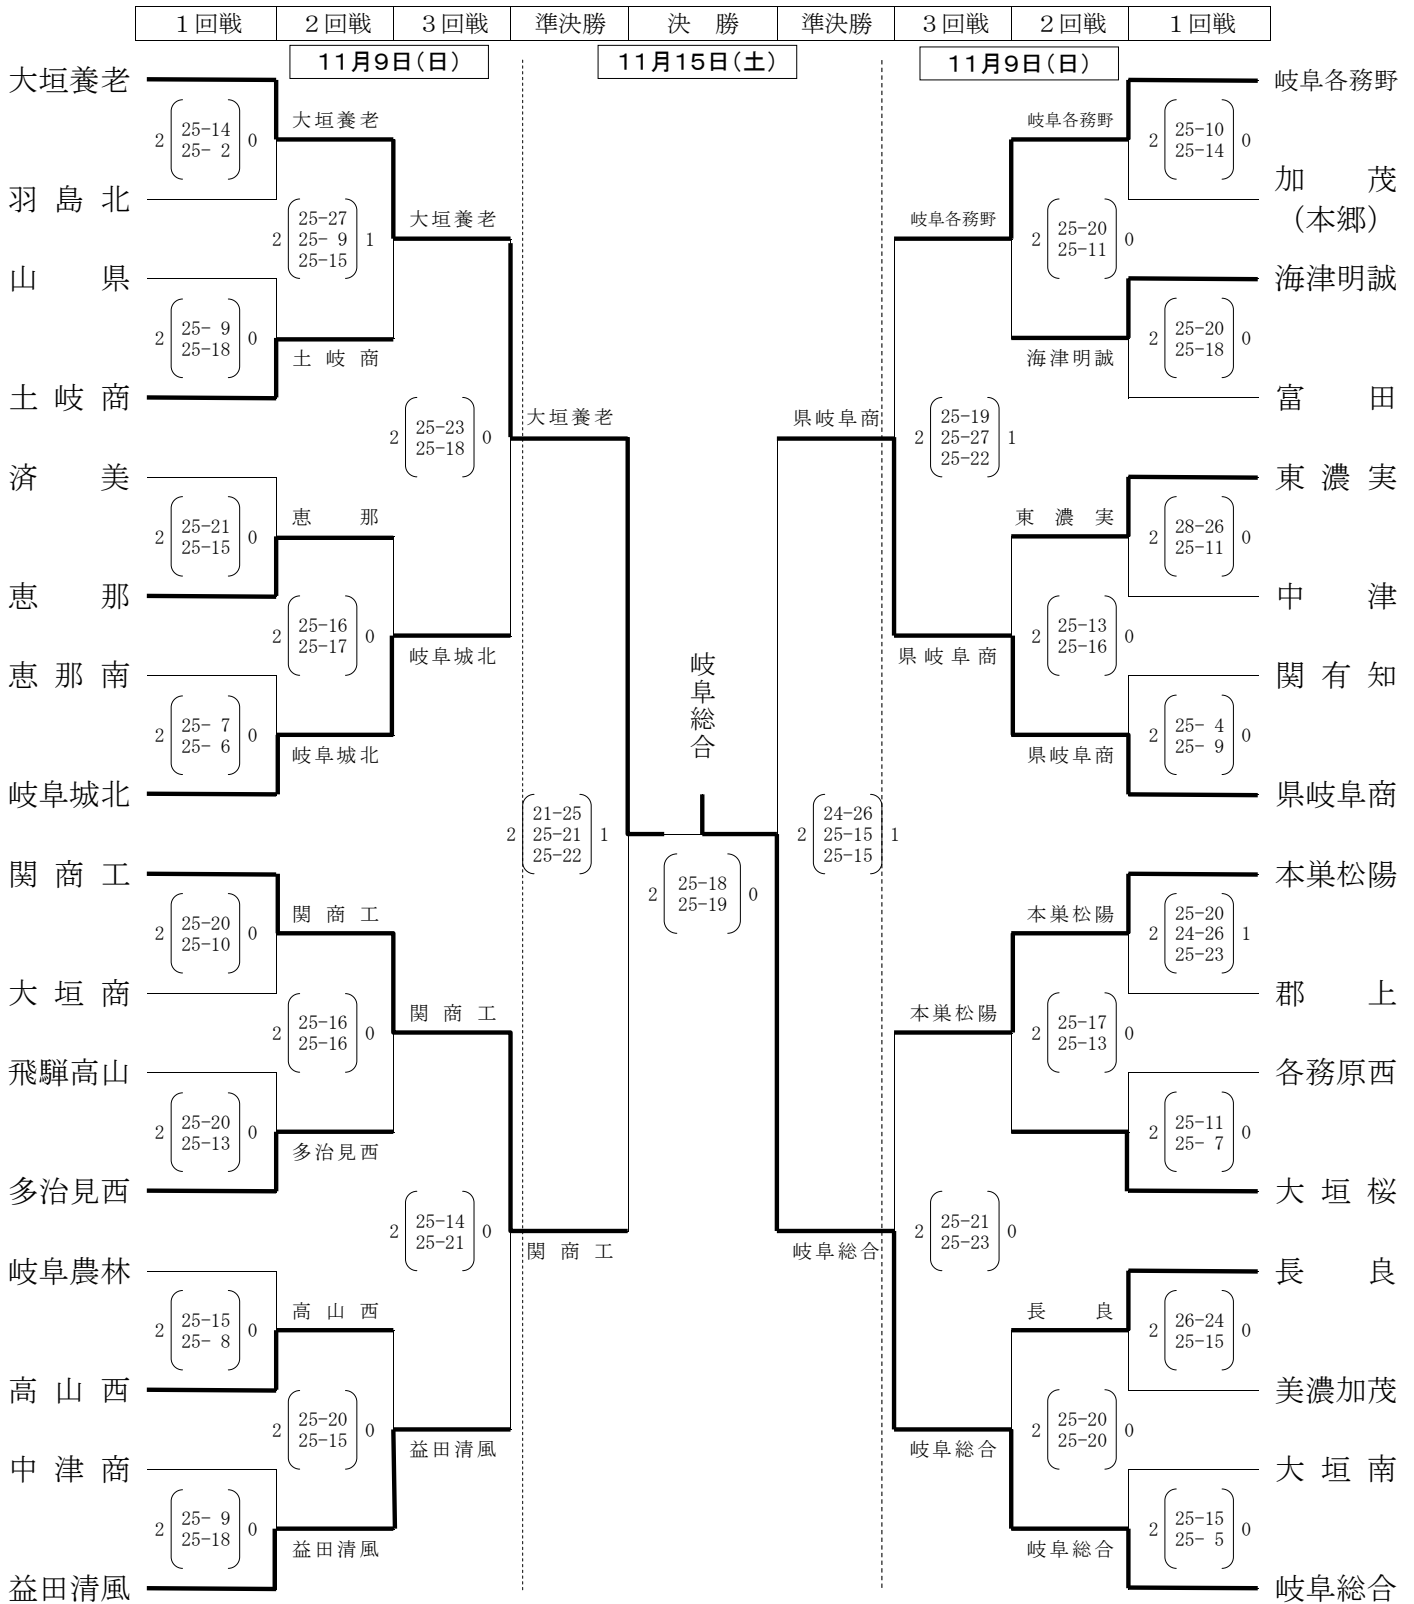 1回戦 2回戦 3回戦 準決勝 決 勝 準決勝 3回戦 2回戦 1回戦
11月9日(日) 11月15日(土) 11月9日(日)
大垣養老
2 25-14 0
25- 2
羽島北
山 県
2 25- 9 0
25-18
土岐商
済 美
2 25-21 0
25-15
恵 那
恵那南
2 25- 7 0
25- 6
岐阜城北
関商工
2 25-20 0
25-10
大垣商
飛騨高山
2 25-20 0
25-13
多治見西
岐阜農林
2 25-15 0
25- 8
高山西
中津商
2 25- 9 0
25-18
益田清風
大垣養老
25-27
2 25- 9 1
25-15
土岐商
恵 那
2 25-16 0
25-17
岐阜城北
関商工
2 25-16 0
25-16
多治見西
高山西
2 25-20 0
25-15
益田清風
大垣養老
2 25-23 0
25-18
岐阜城北
関商工
2 25-14 0
25-21
益田清風
大垣養老
21-25
2 25-21 1
25-22
関商工
岐阜総合
2 25-18 0
25-19
県岐阜商
24-26
2 25-15 1
25-15
岐阜総合
岐阜各務野
25-19
2 25-27 1
25-22
県岐阜商
本巣松陽
2 25-21 0
25-23
岐阜総合
岐阜各務野
2 25-20 0
25-11
海津明誠
東濃実
2 25-13 0
25-16
県岐阜商
本巣松陽
2 25-17 0
25-13
長 良
2 25-20 0
25-20
岐阜総合
岐阜各務野
2 25-10 0
25-14
加 茂
(本郷)
海津明誠
2 25-20 0
25-18
富 田
東濃実
2 28-26 0
25-11
中 津
関有知
2 25- 4 0
25- 9
県岐阜商
本巣松陽
25-20
2 24-26 1
25-23
郡 上
各務原西
2 25-11 0
25- 7
大垣桜
長 良
2 26-24 0
25-15
美濃加茂
大垣南
2 25-15 0
25- 5
岐阜総合